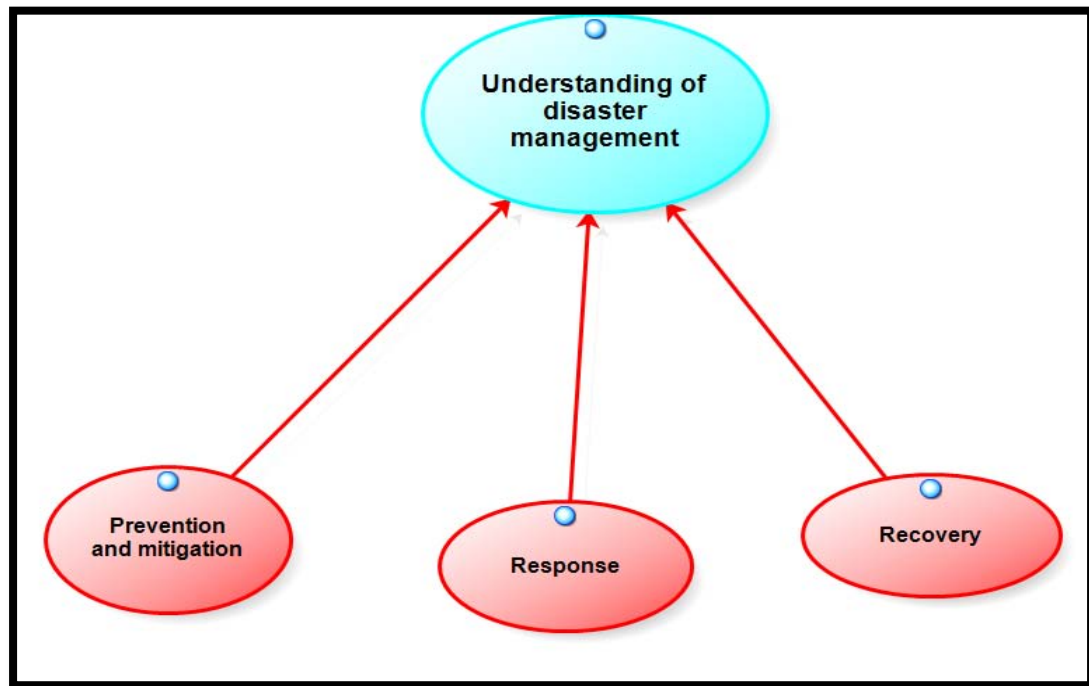 Understanding of
disaster
management
Prevention
and mitigation
Response
Recovery